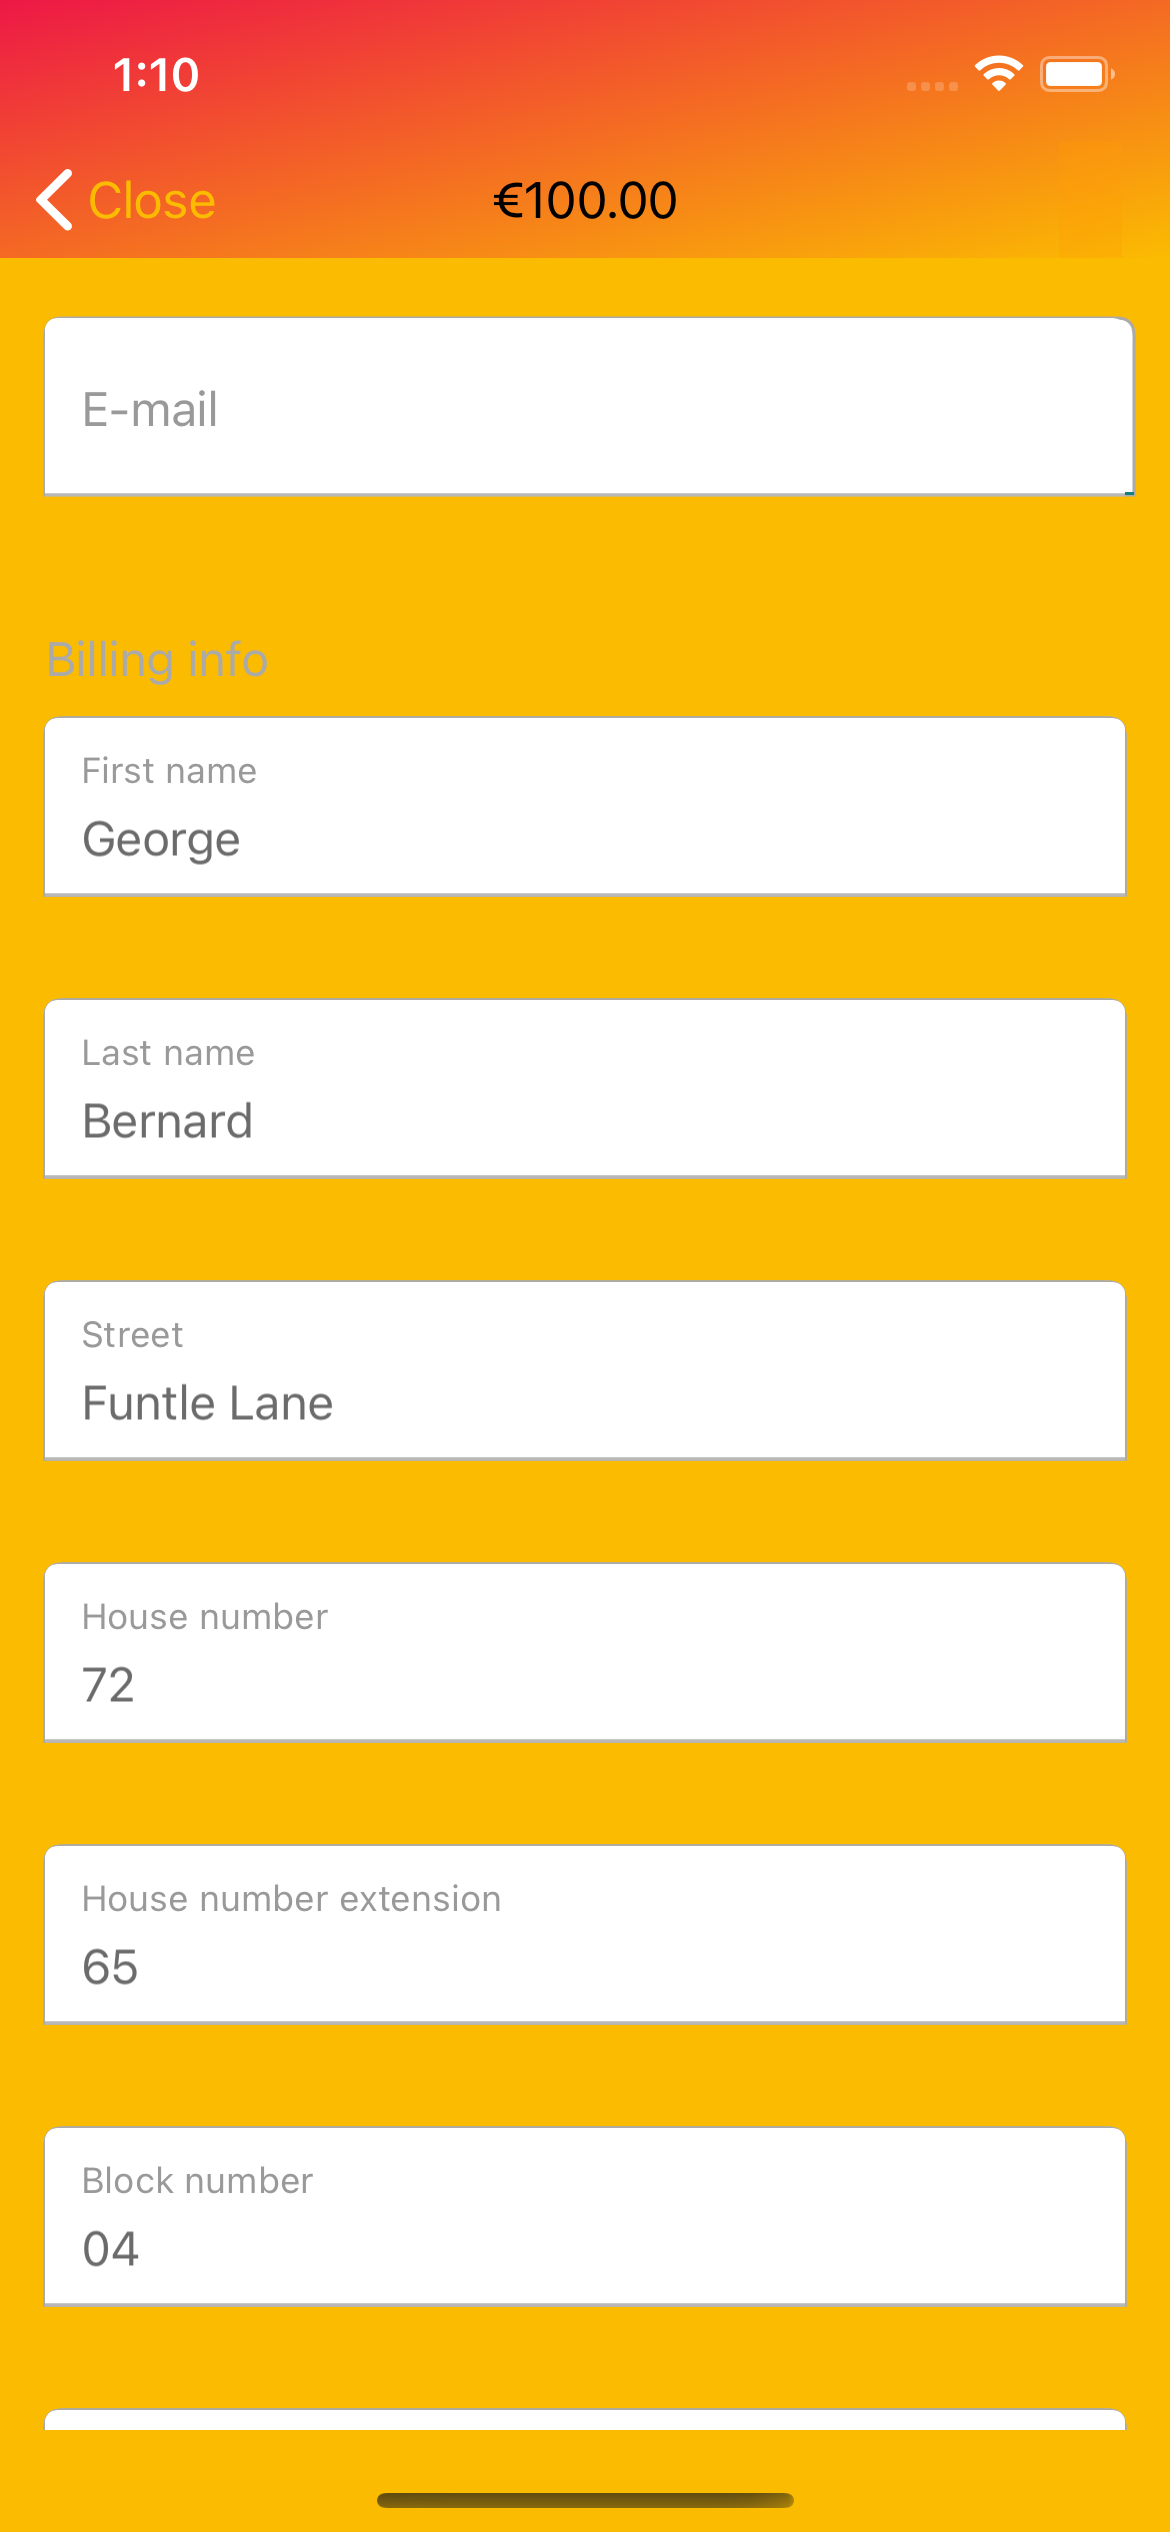 1:10
Close
€100.00
E-mail
Billing info
First name
George
Last name
Bernard
Street
Funtle Lane
House number
72
House number extension
65
Block number
04